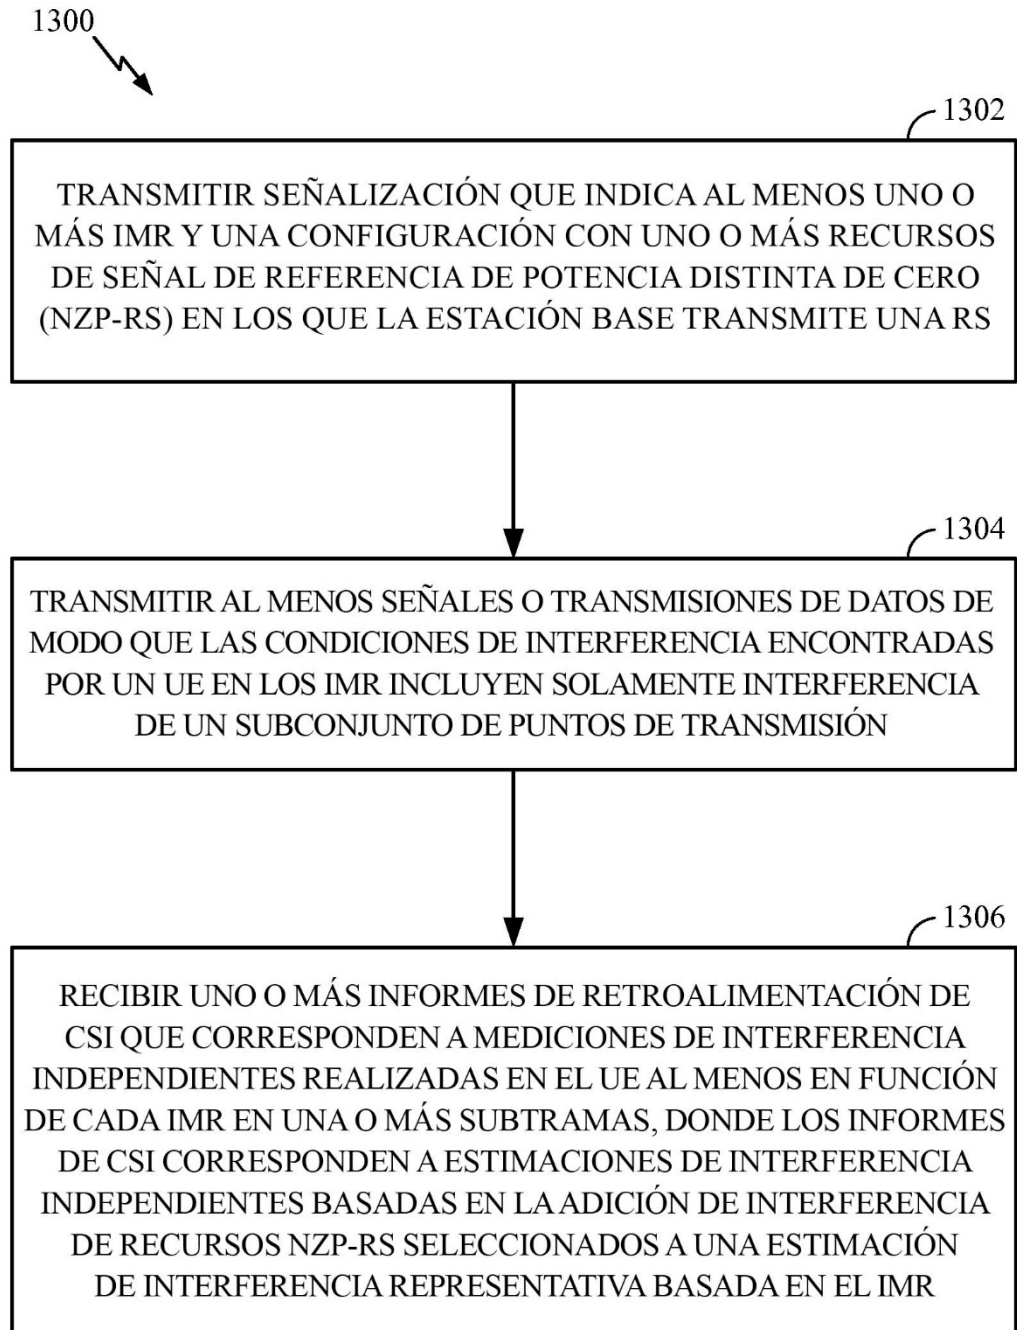 1300
1302
TRANSMITIR SEÑALIZACIÓN QUE INDICA AL MENOS UNO O
MÁS IMR Y UNA CONFIGURACIÓN CON UNO O MÁS RECURSOS
DE SEÑAL DE REFERENCIA DE POTENCIA DISTINTA DE CERO
(NZP-RS) EN LOS QUE LA ESTACIÓN BASE TRANSMITE UNA RS
1304
TRANSMITIR AL MENOS SEÑALES O TRANSMISIONES DE DATOS DE
MODO QUE LAS CONDICIONES DE INTERFERENCIA ENCONTRADAS
POR UN UE EN LOS IMR INCLUYEN SOLAMENTE INTERFERENCIA
DE UN SUBCONJUNTO DE PUNTOS DE TRANSMISIÓN
1306
RECIBIR UNO O MÁS INFORMES DE RETROALIMENTACIÓN DE
CSI QUE CORRESPONDEN A MEDICIONES DE INTERFERENCIA
INDEPENDIENTES REALIZADAS EN EL UE AL MENOS EN FUNCIÓN
DE CADA IMR EN UNA O MÁS SUBTRAMAS, DONDE LOS INFORMES
DE CSI CORRESPONDEN A ESTIMACIONES DE INTERFERENCIA
INDEPENDIENTES BASADAS EN LA ADICIÓN DE INTERFERENCIA
DE RECURSOS NZP-RS SELECCIONADOS A UNA ESTIMACIÓN
DE INTERFERENCIA REPRESENTATIVA BASADA EN EL IMR